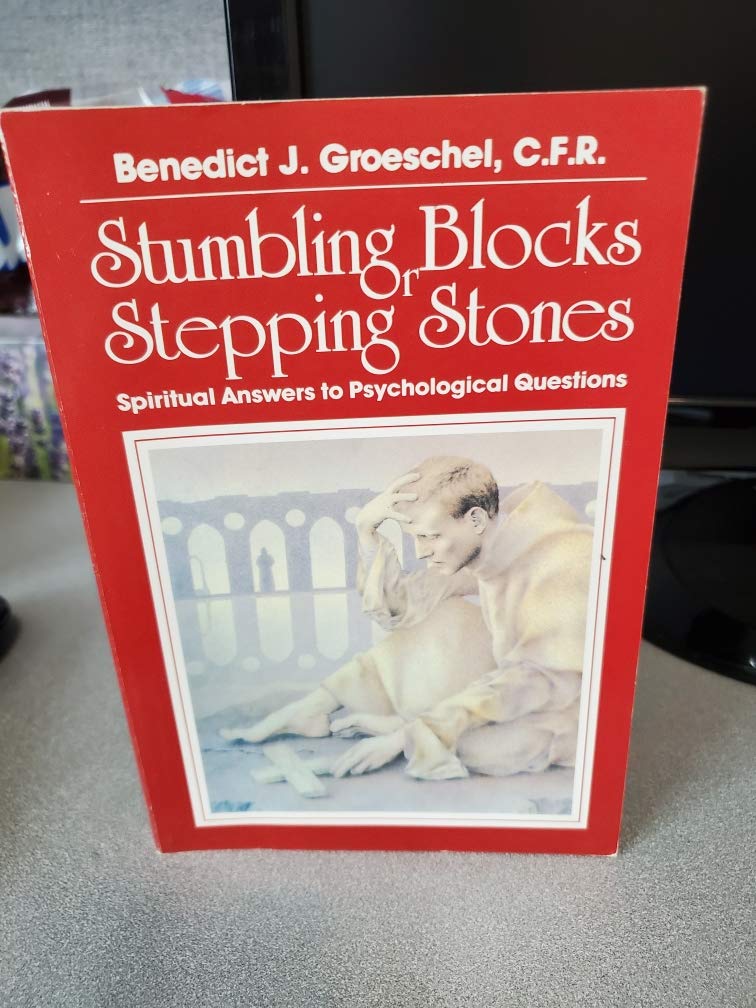 Benedict J. Groeschel, C.F.R.
Stumbling Blocks
or
Stepping Stones
Spiritual Answers to Psychological Questions